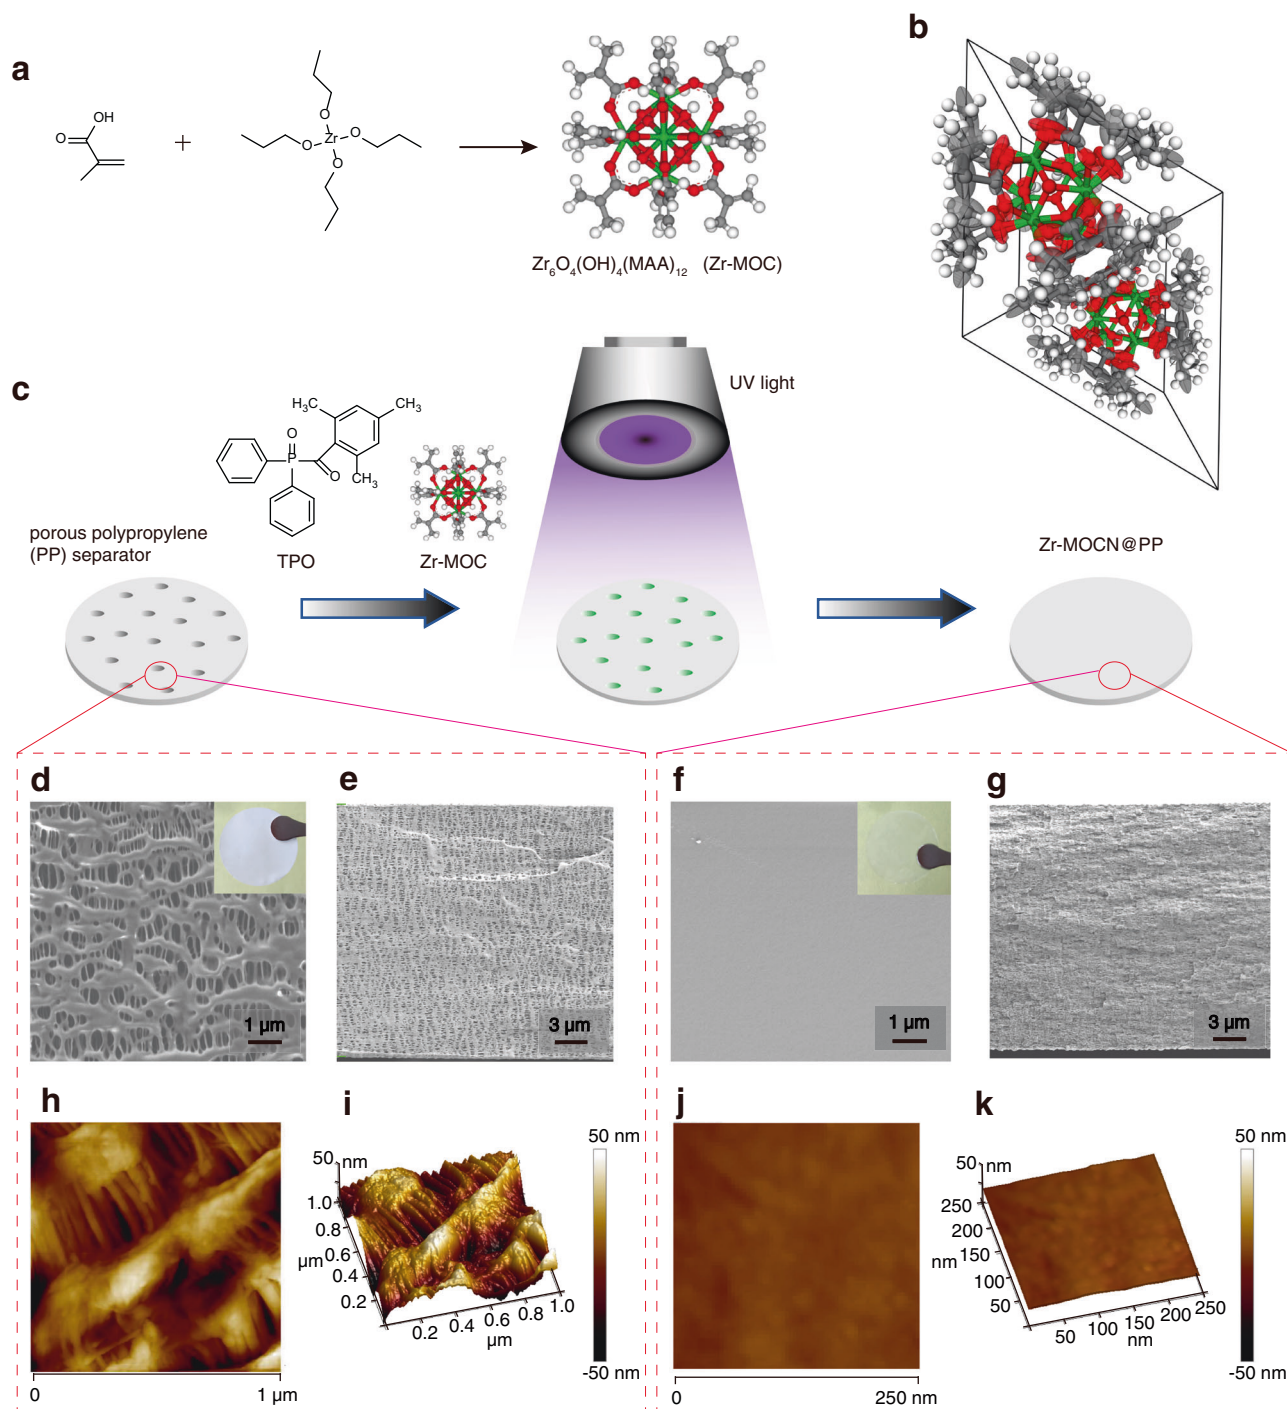 a
b
O
OH
+
O
O
Zr
O
O
Zr6O4(OH)4(MAA)12 (Zr-MOC)
c
UV light
H3C
CH3
O
P
O
CH3
porous polypropylene
(PP) separator
TPO
Zr-MOC
Zr-MOCN@PP
d
e
f
g
1 µm
3 µm
1 µm
3 µm
h
i
j
k
50
nm
1.0
0.8
µm
0.6
0.4
0.2
0.2
0.4
0.6
0.8
1.0
µm
50 nm
-50 nm
50
nm
250
200
150
nm
100
50
50
100
150
200
250
nm
50 nm
-50 nm
0
1 µm
0
250 nm